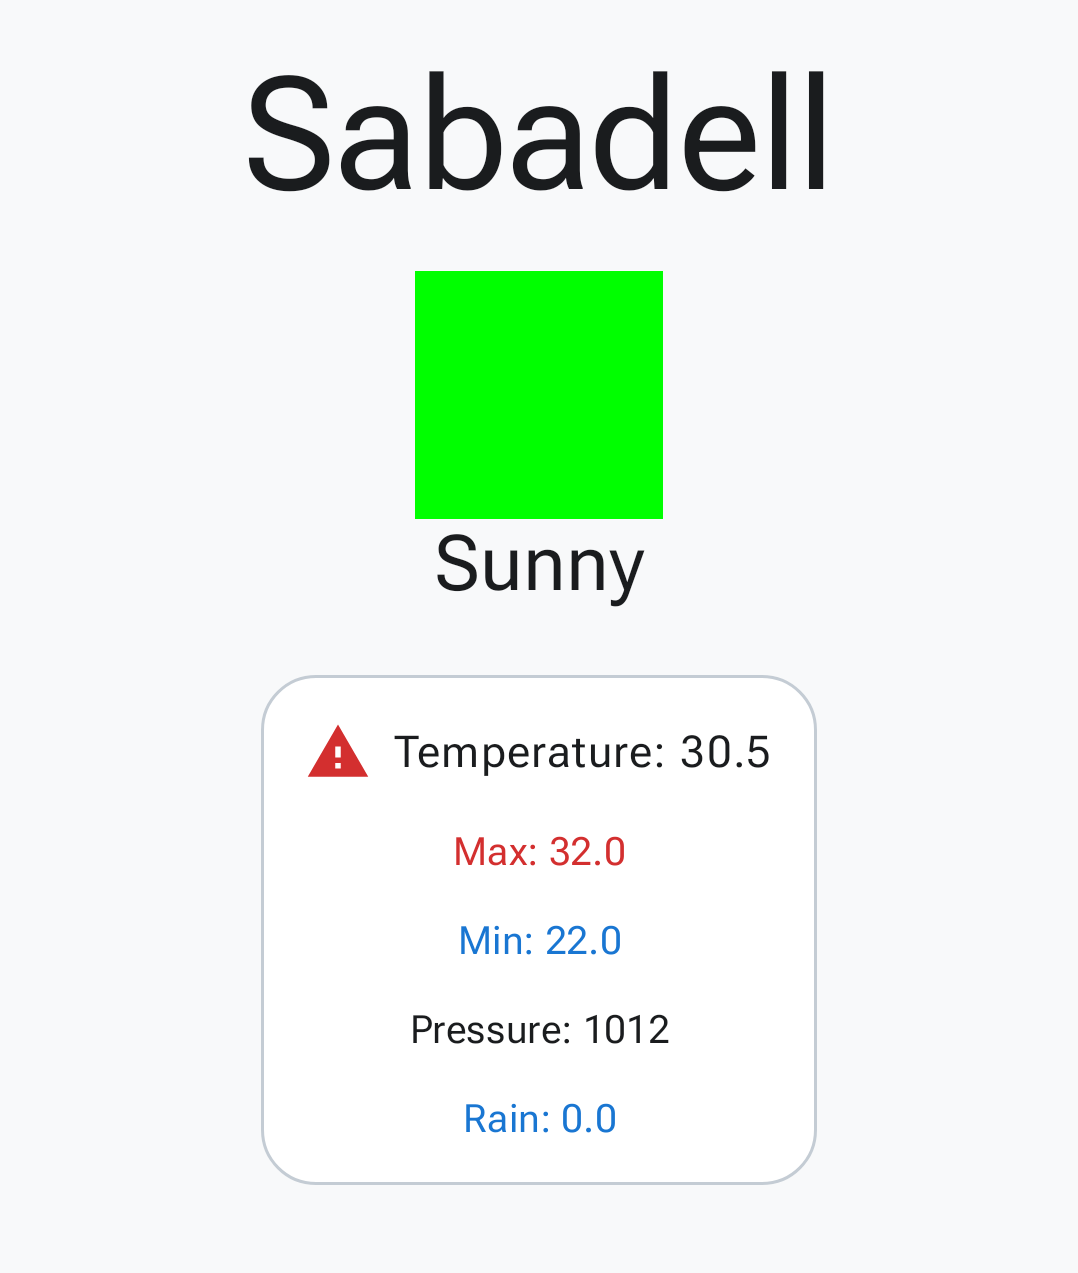 Sabadell
Sunny
Temperature: 30.5
Max: 32.0
Min: 22.0
Pressure: 1012
Rain: 0.0